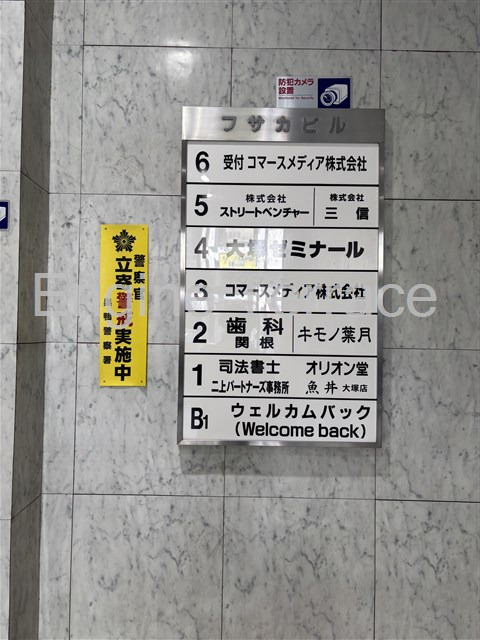 防犯カメラ
設置
フサカビル
6 受付 コマースメディア株式会社
5 株式会社 ストリートベンチャー 株式会社 三信
4 大塚ゼミナール
3 コマースメディア株式会社
2 歯科 関根 キモノ葉月
1 司法書士 オリオン堂
二上パートナーズ事務所 魚井 大塚店
B1 ウェルカムバック
(Welcome back)
警察官
立寄警戒実施中
巣鴨警察署